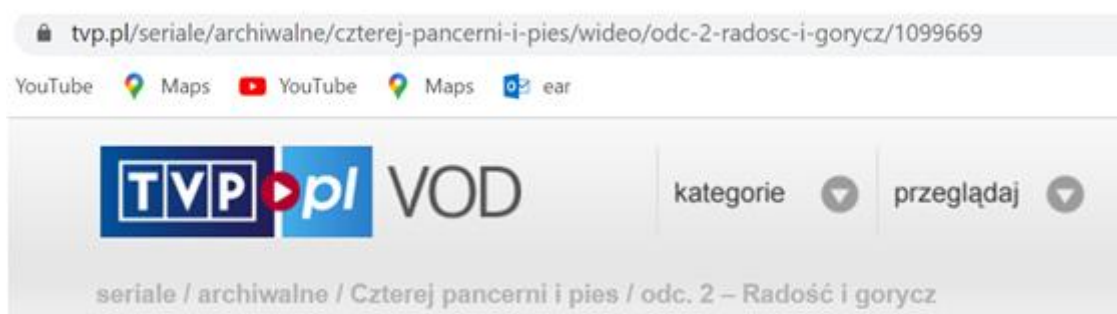 tvp.pl/seriale/archiwalne/czterej-pancerni-i-pies/wideo/odc-2-radosc-i-gorycz/1099669
YouTube Maps YouTube Maps ear
TVP pl VOD kategorie przeglądaj
seriale / archiwalne / Czterej pancerni i pies / odc. 2 – Radość i gorycz